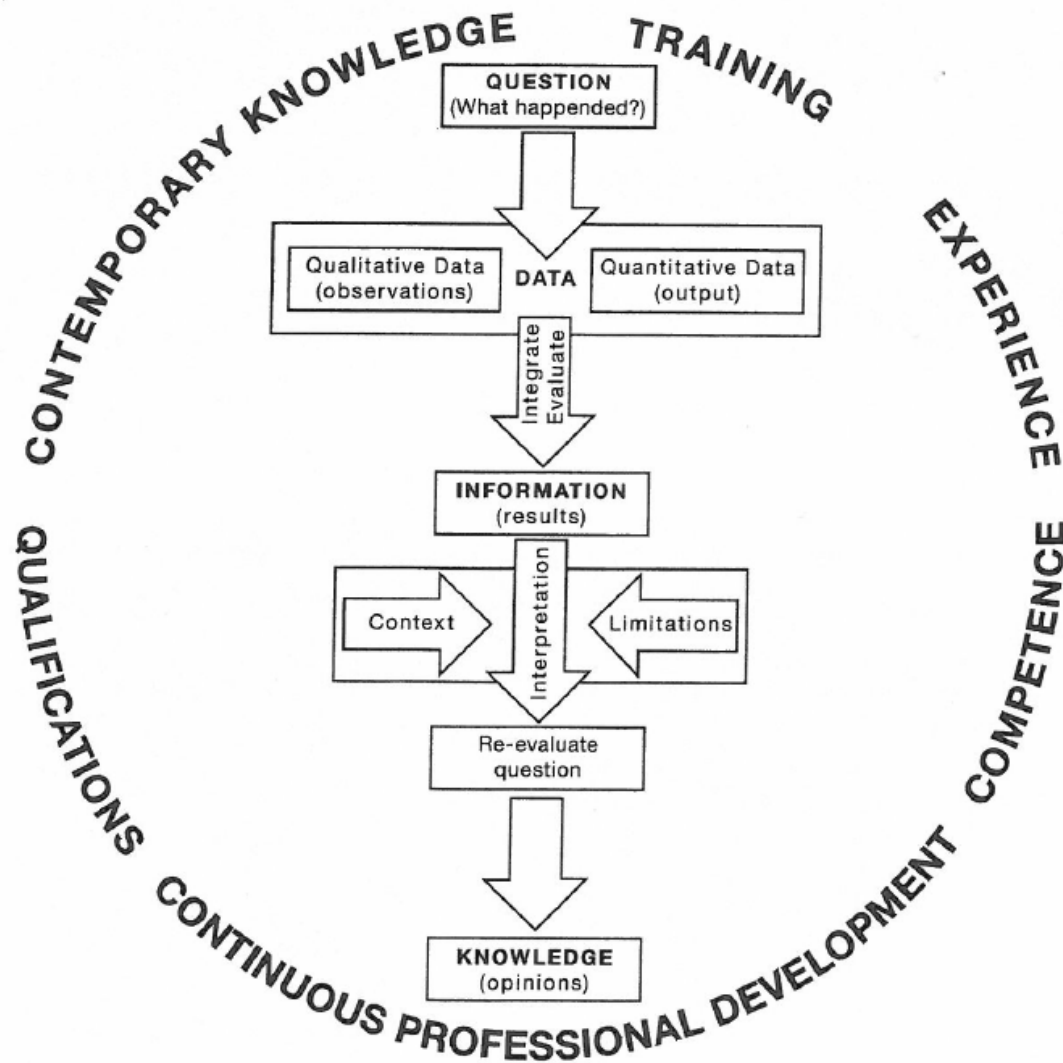 CONTEMPORARY KNOWLEDGE
TRAINING
EXPERIENCE
COMPETENCE
CONTINUOUS PROFESSIONAL DEVELOPMENT
QUALIFICATIONS
QUESTION
(What happended?)
Qualitative Data
(observations)
DATA
Quantitative Data
(output)
Integrate
Evaluate
INFORMATION
(results)
Context
Interpretation
Limitations
Re-evaluate
question
KNOWLEDGE
(opinions)